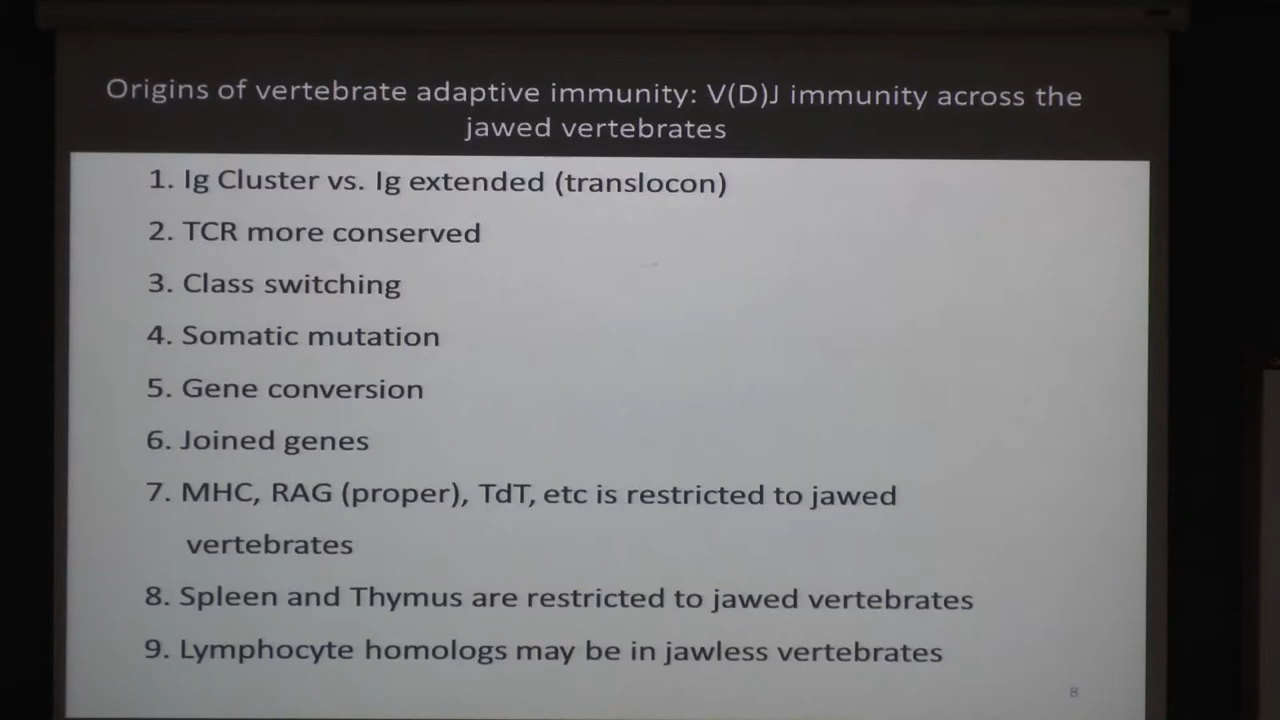 Origins of vertebrate adaptive immunity: V(D)J immunity across the
jawed vertebrates
1. Ig Cluster vs. Ig extended (translocon)
2. TCR more conserved
3. Class switching
4. Somatic mutation
5. Gene conversion
6. Joined genes
7. MHC, RAG (proper), TdT, etc is restricted to jawed
vertebrates
8. Spleen and Thymus are restricted to jawed vertebrates
9. Lymphocyte homologs may be in jawless vertebrates
8